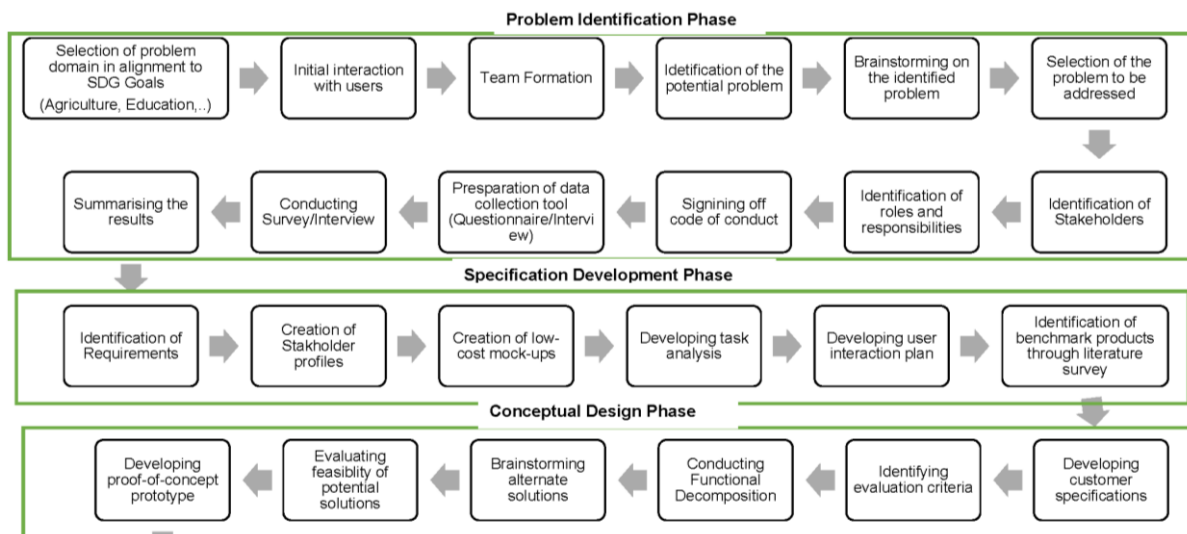 Problem Identification Phase
Selection of problem
domain in alignment to
SDG Goals
(Agriculture, Education,..)
Initial interaction
with users
Team Formation
Idetification of the
potential problem
Brainstorming on
the identified
problem
Selection of the
problem to be
addressed
Summarising the
results
Conducting
Survey/Interview
Presparation of data
collection tool
(Questionnaire/Intervi
ew)
Signining off
code of conduct
Identification of
roles and
responsibilities
Identification of
Stakeholders
Specification Development Phase
Identification of
Requirements
Creation of
Stakholder
profiles
Creation of low-
cost mock-ups
Developing task
analysis
Developing user
interaction plan
Identification of
benchmark products
through literature
survey
Conceptual Design Phase
Developing
proof-of-concept
prototype
Evaluating
feasiblity of
potential
solutions
Brainstorming
alternate
solutions
Conducting
Functional
Decomposition
Identifying
evaluation criteria
Developing
customer
specifications